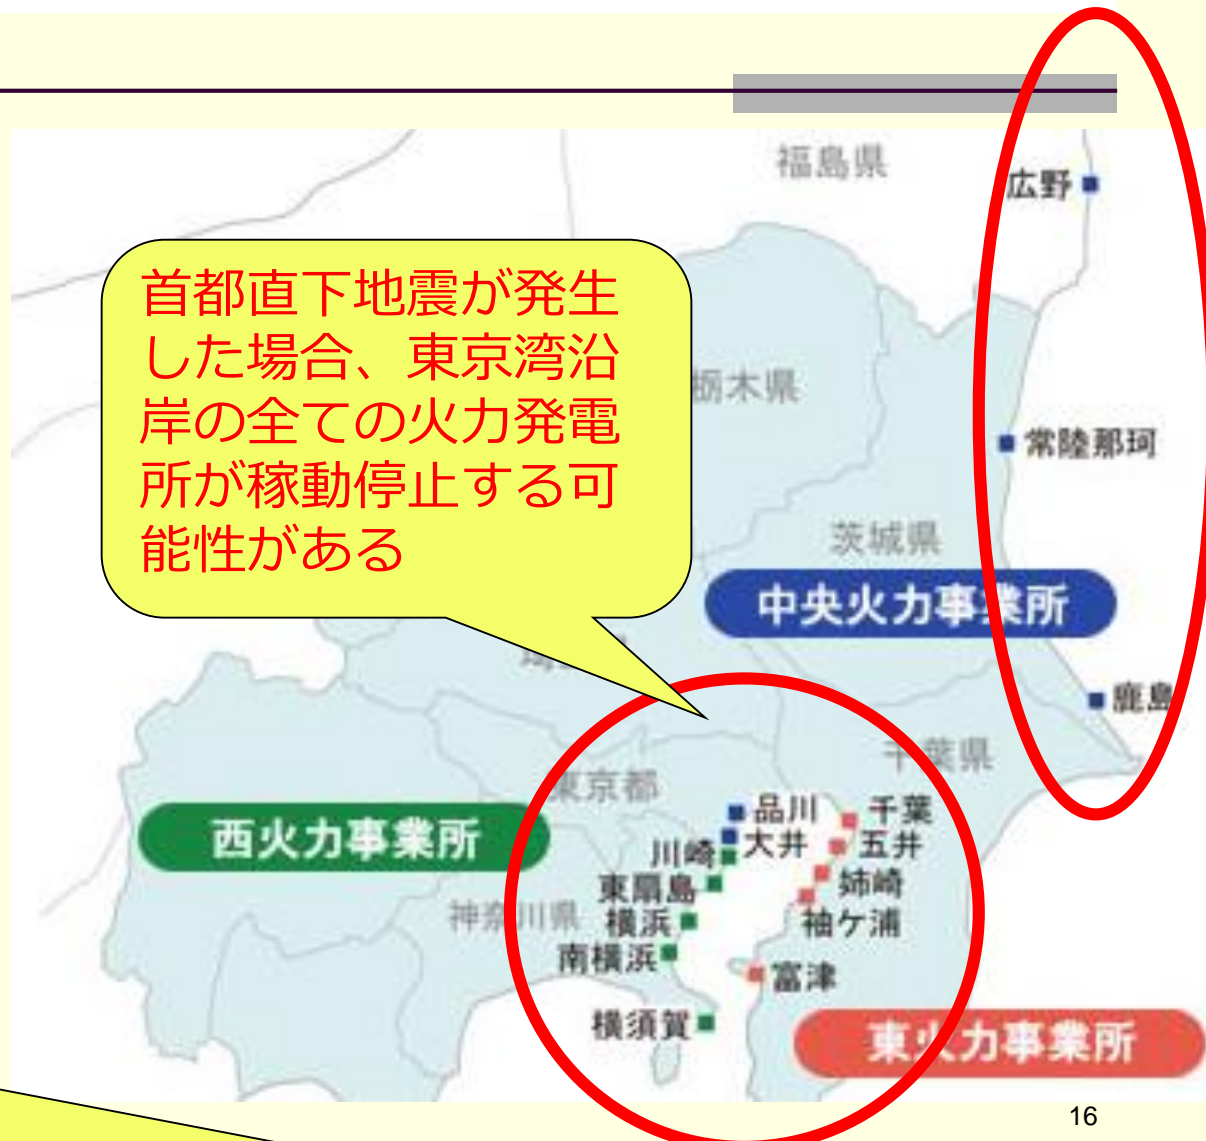 福島県
広野
首都直下地震が発生
した場合、東京湾沿
岸の全ての火力発電
所が稼動停止する可
能性がある
栃木県
常陸那珂
茨城県
中央火力事業所
鹿島
千葉県
東京都
西火力事業所
品川
千葉
大井
五井
川崎
東扇島
姉崎
神奈川県
横浜
袖ケ浦
南横浜
富津
横須賀
東火力事業所
16